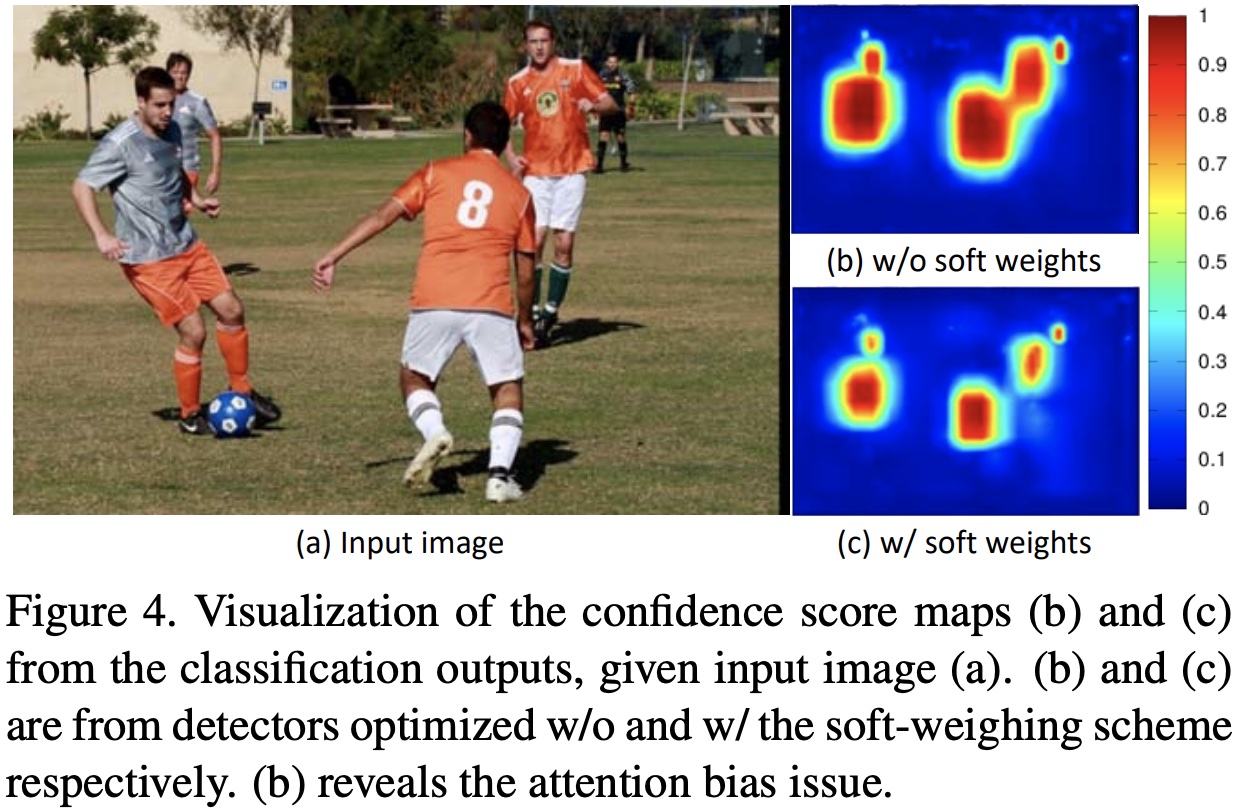 8
(a) Input image
(b) w/o soft weights
(c) w/ soft weights
1
0.9
0.8
0.7
0.6
0.5
0.4
0.3
0.2
0.1
0
Figure 4. Visualization of the confidence score maps (b) and (c)
from the classification outputs, given input image (a). (b) and (c)
are from detectors optimized w/o and w/ the soft-weighing scheme
respectively. (b) reveals the attention bias issue.